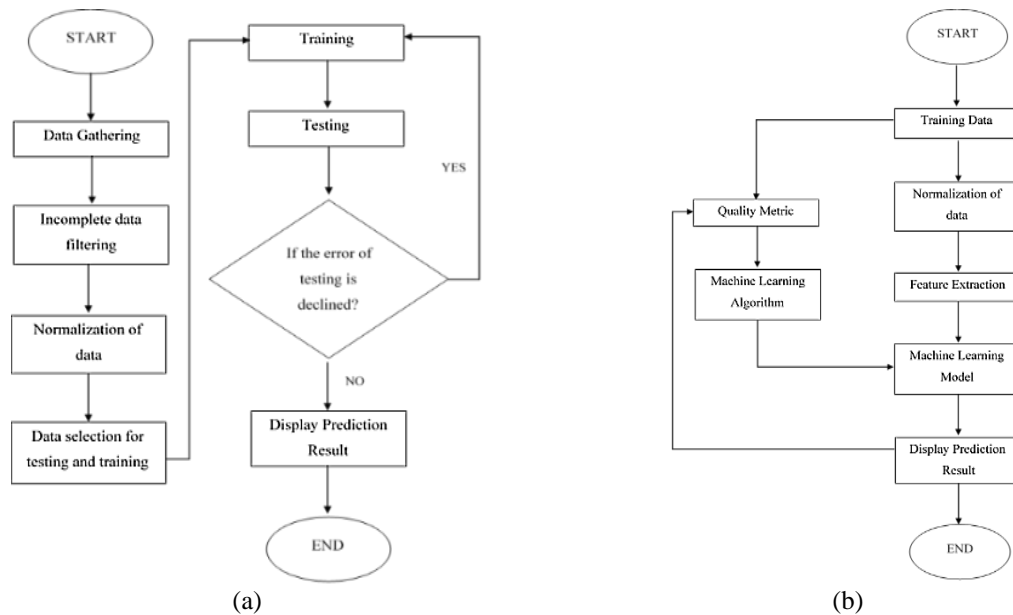 START
Data Gathering
Incomplete data
filtering
Normalization of
data
Data selection for
testing and training
Training
Testing
YES
If the error of
testing is
declined?
NO
Display Prediction
Result
END
(a)
START
Training Data
Quality Metric
Normalization of
data
Machine Learning
Algorithm
Feature Extraction
Machine Learning
Model
Display Prediction
Result
END
(b)